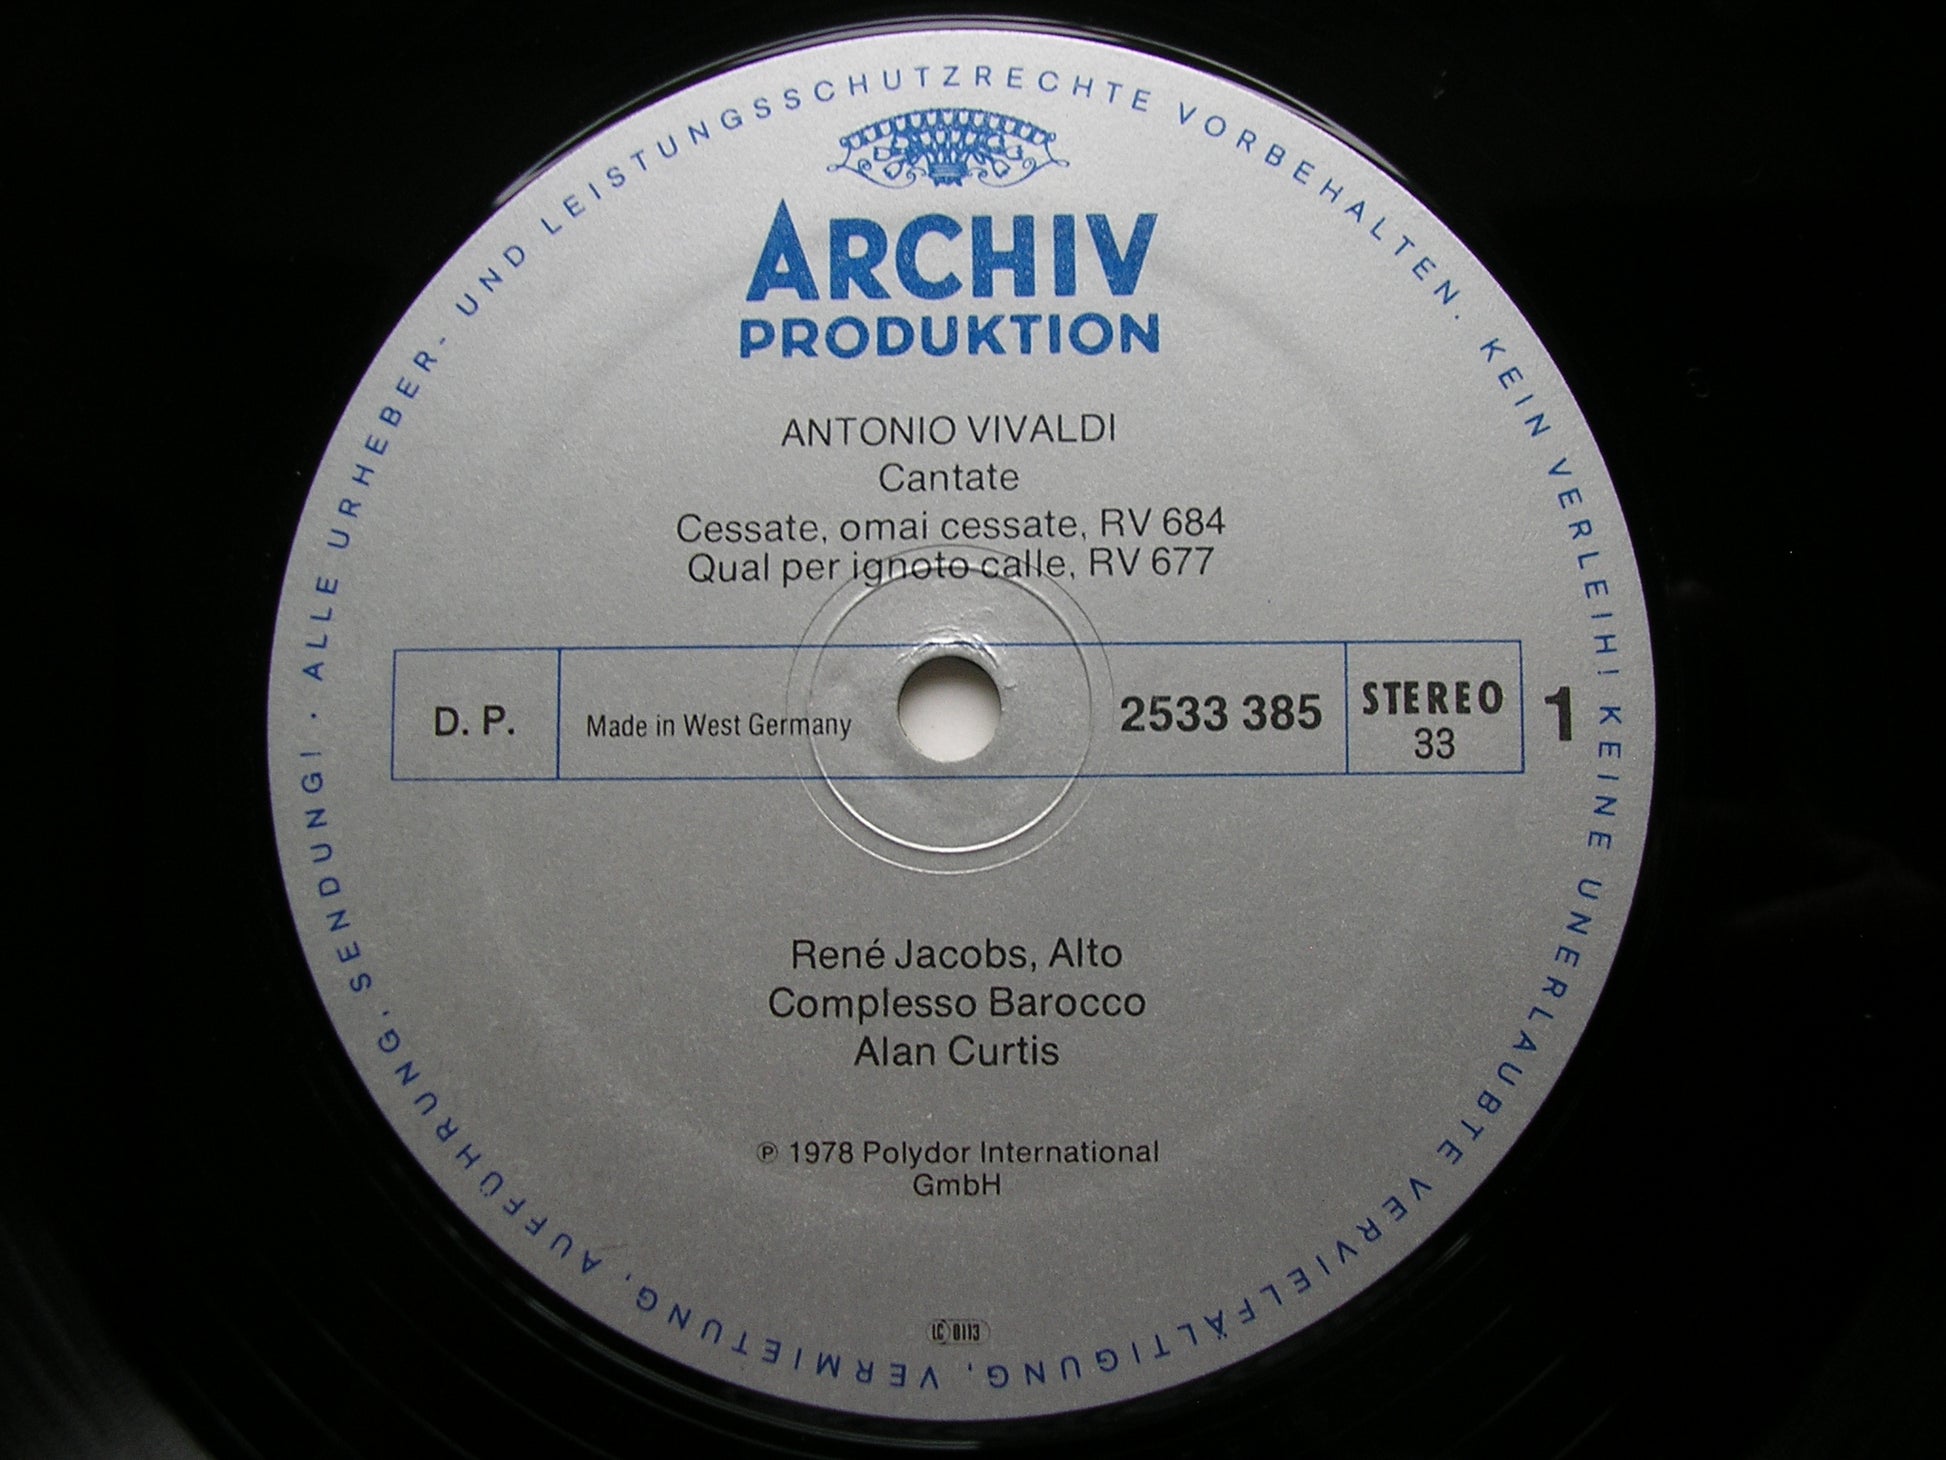 ALLE URHEBER- UND LEISTUNGSSCHUTZRECHTE VORBEHALTEN. KEIN VERLEIH! KEINE UNERLAUBTE VERVIELFÄLTIGUNG, VERMIETUNG, AUFFÜHRUNG, SENDUNG! ·
ARCHIV
PRODUKTION
ANTONIO VIVALDI
Cantate
Cessate, omai cessate, RV 684
Qual per ignoto calle, RV 677
D. P.
Made in West Germany
2533 385
STEREO
33
1
René Jacobs, Alto
Complesso Barocco
Alan Curtis
℗ 1978 Polydor International
GmbH
LC 0113